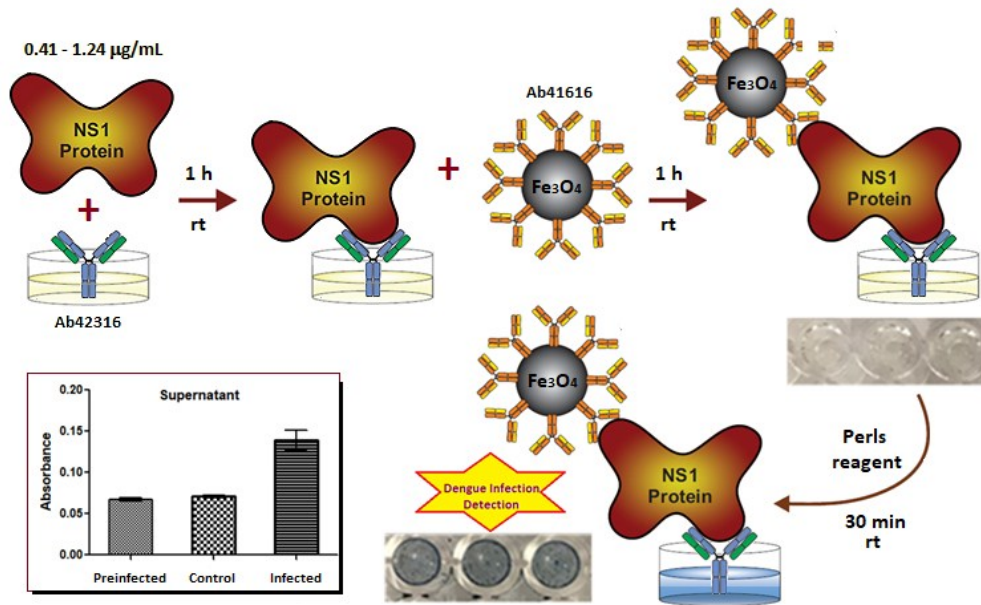 0.41 - 1.24 µg/mL
NS1
Protein
+
Ab42316
1 h
rt
NS1
Protein
+
Ab41616
Fe₃O₄
1 h
rt
Fe₃O₄
NS1
Protein
Perls
reagent
30 min
rt
Fe₃O₄
NS1
Protein
Dengue Infection
Detection
Supernatant
Absorbance
0.20
0.15
0.10
0.05
0.00
Preinfected
Control
Infected